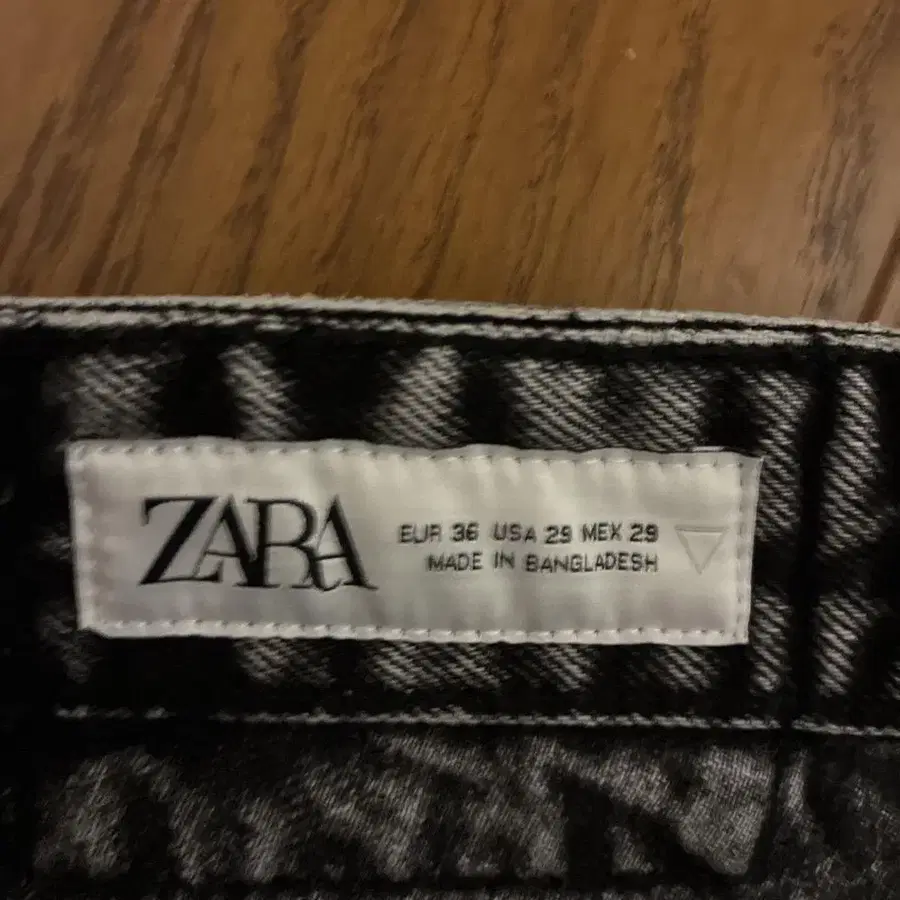 ZARA
EUR 36 USA 29 MEX 29
MADE IN BANGLADESH